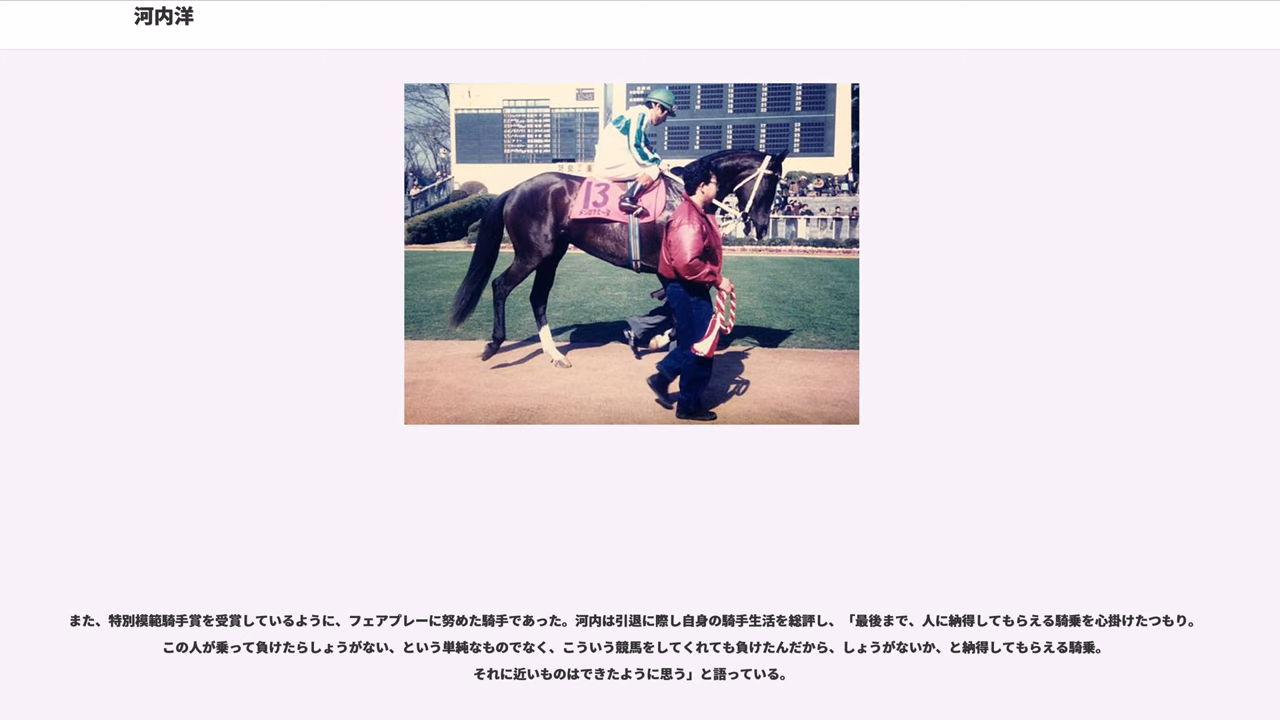 河内洋
13
また、特別模範騎手賞を受賞しているように、フェアプレーに努めた騎手であった。河内は引退に際し自身の騎手生活を総評し、「最後まで、人に納得してもらえる騎乗を心掛けたつもり。
この人が乗って負けたらしょうがない、という単純なものでなく、こういう競馬をしてくれても負けたんだから、しょうがないか、と納得してもらえる騎乗。
それに近いものはできたように思う」と語っている。